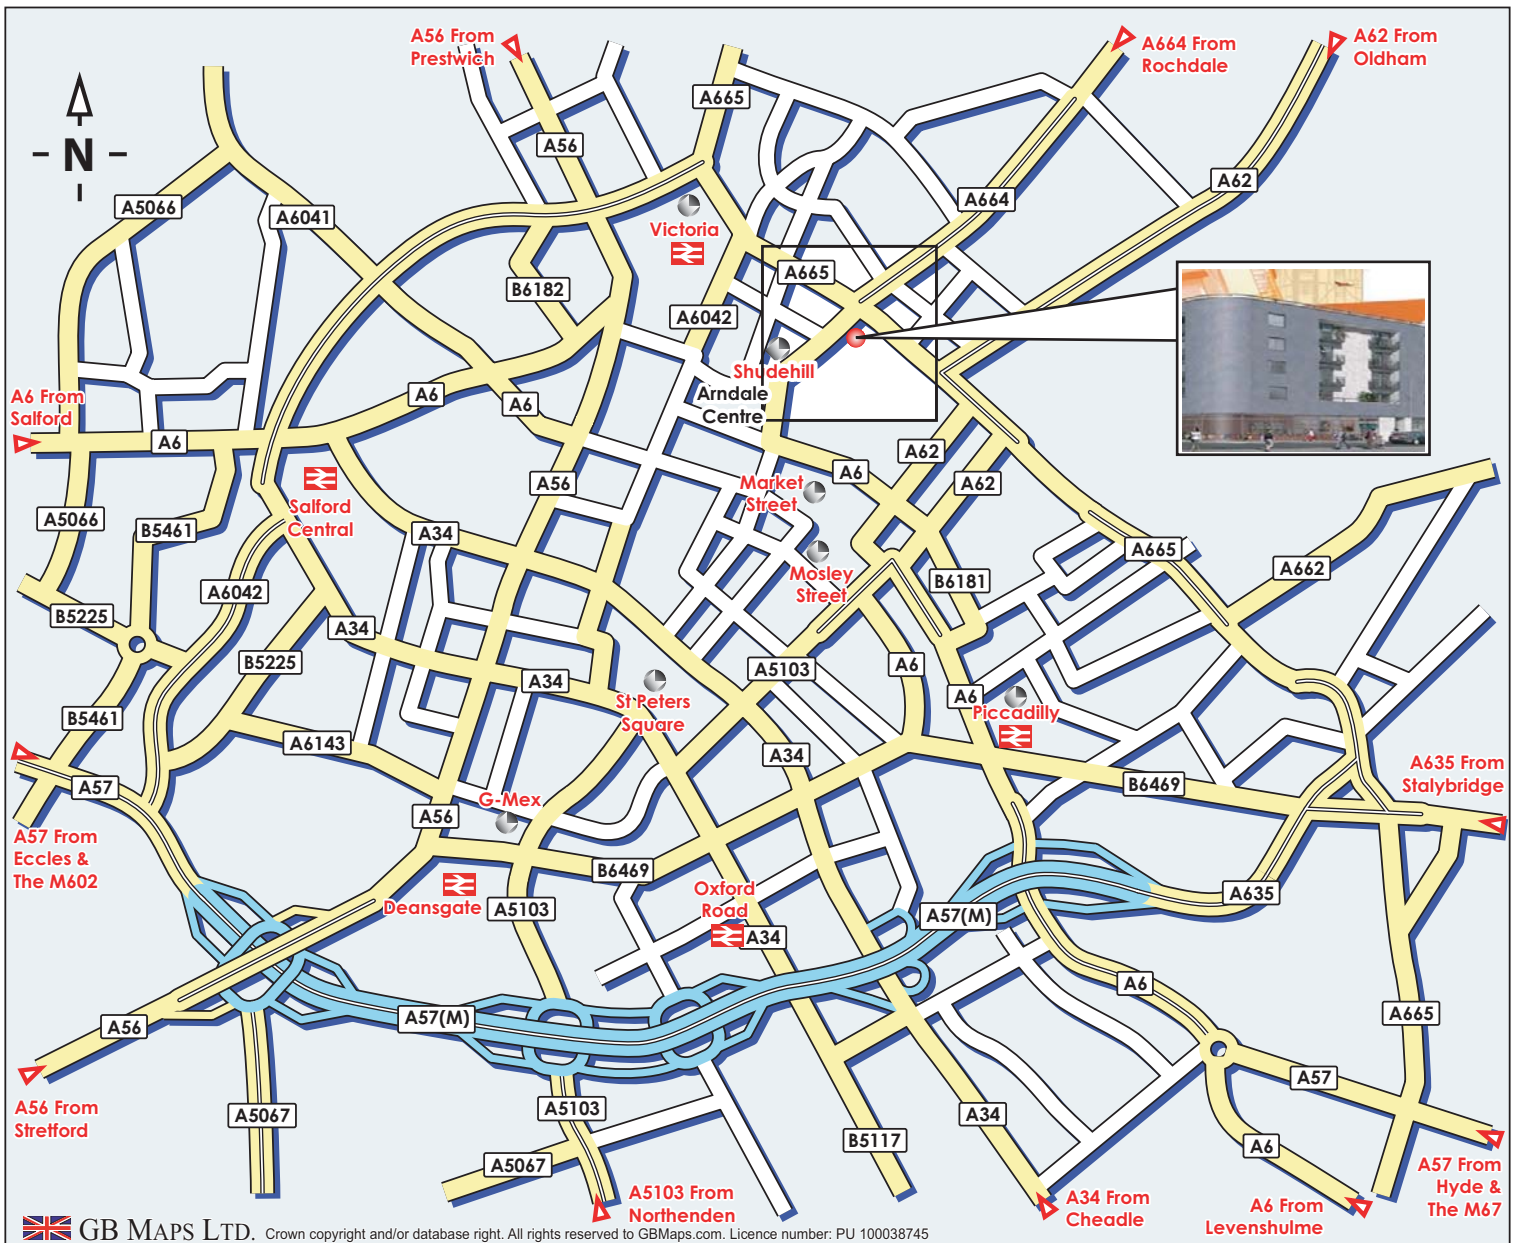 A56 From
Prestwich
A664 From
Rochdale
A62 From
Oldham
N
A665
A56
A5066
A6041
A664
A62
Victoria
B6182
A665
A6042
Shudehill
Arndale
Centre
A6 From
Salford
A6
A6
A6
A62
A6
A56
A62
Market
Street
Salford
Central
A5066
B5461
A34
A665
Mosley
Street
A662
A6042
B6181
B5225
A34
B5225
A5103
A6
A34
St Peters
Square
A6
Piccadilly
B5461
A6143
A34
A57
G-Mex
A56
B6469
A635 From
Stalybridge
A57 From
Eccles &
The M602
B6469
Oxford
Road
A34
Deansgate
A5103
A57(M)
A635
A6
A57(M)
A56
A665
A57
A56 From
Stretford
A5067
A5103
A34
B5117
A6
A5067
A57 From
Hyde &
The M67
A5103 From
Northenden
A34 From
Cheadle
A6 From
Levenshulme
GB MAPS LTD. Crown copyright and/or database right. All rights reserved to GBMaps.com. Licence number: PU 100038745